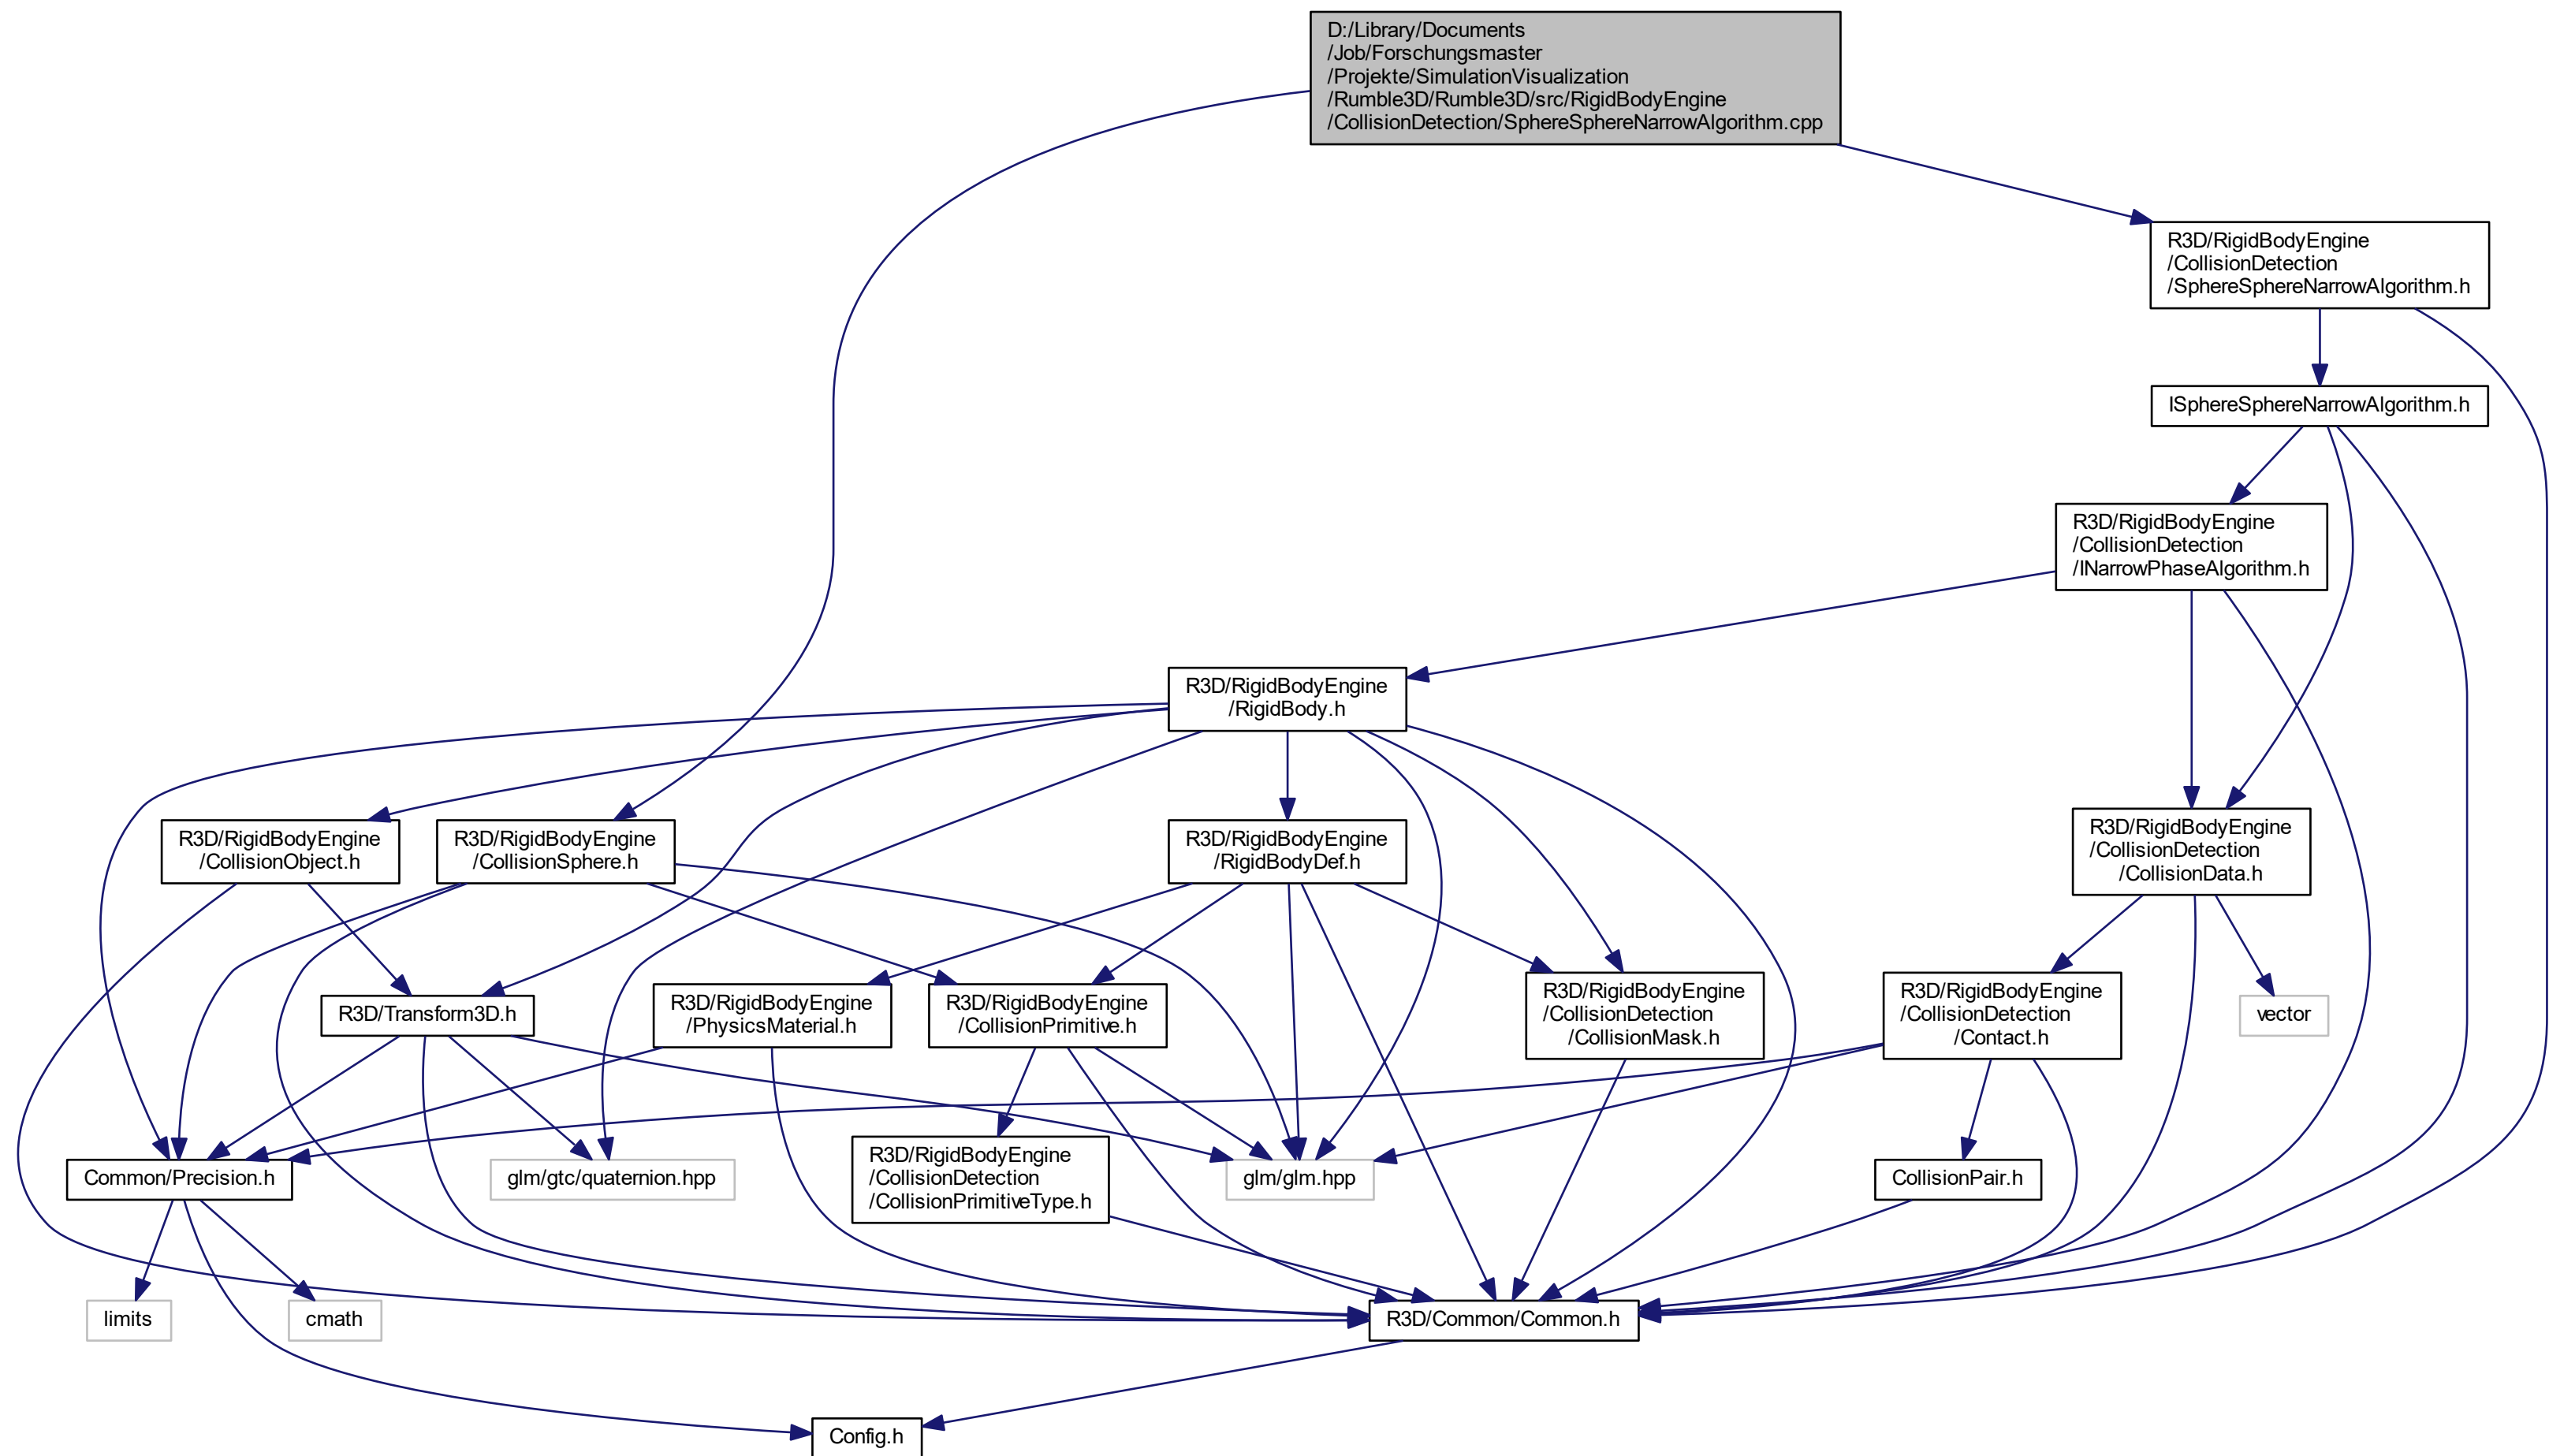 D:/Library/Documents
/Job/Forschungsmaster
/Projekte/SimulationVisualization
/Rumble3D/Rumble3D/src/RigidBodyEngine
/CollisionDetection/SphereSphereNarrowAlgorithm.cpp
R3D/RigidBodyEngine
/CollisionDetection
/SphereSphereNarrowAlgorithm.h
ISphereSphereNarrowAlgorithm.h
R3D/RigidBodyEngine
/CollisionDetection
/INarrowPhaseAlgorithm.h
R3D/RigidBodyEngine
/RigidBody.h
R3D/RigidBodyEngine
/CollisionObject.h
R3D/RigidBodyEngine
/CollisionSphere.h
R3D/RigidBodyEngine
/RigidBodyDef.h
R3D/RigidBodyEngine
/CollisionDetection
/CollisionData.h
R3D/Transform3D.h
R3D/RigidBodyEngine
/PhysicsMaterial.h
R3D/RigidBodyEngine
/CollisionPrimitive.h
R3D/RigidBodyEngine
/CollisionDetection
/CollisionMask.h
R3D/RigidBodyEngine
/CollisionDetection
/Contact.h
vector
Common/Precision.h
glm/gtc/quaternion.hpp
R3D/RigidBodyEngine
/CollisionDetection
/CollisionPrimitiveType.h
glm/glm.hpp
CollisionPair.h
limits
cmath
R3D/Common/Common.h
Config.h